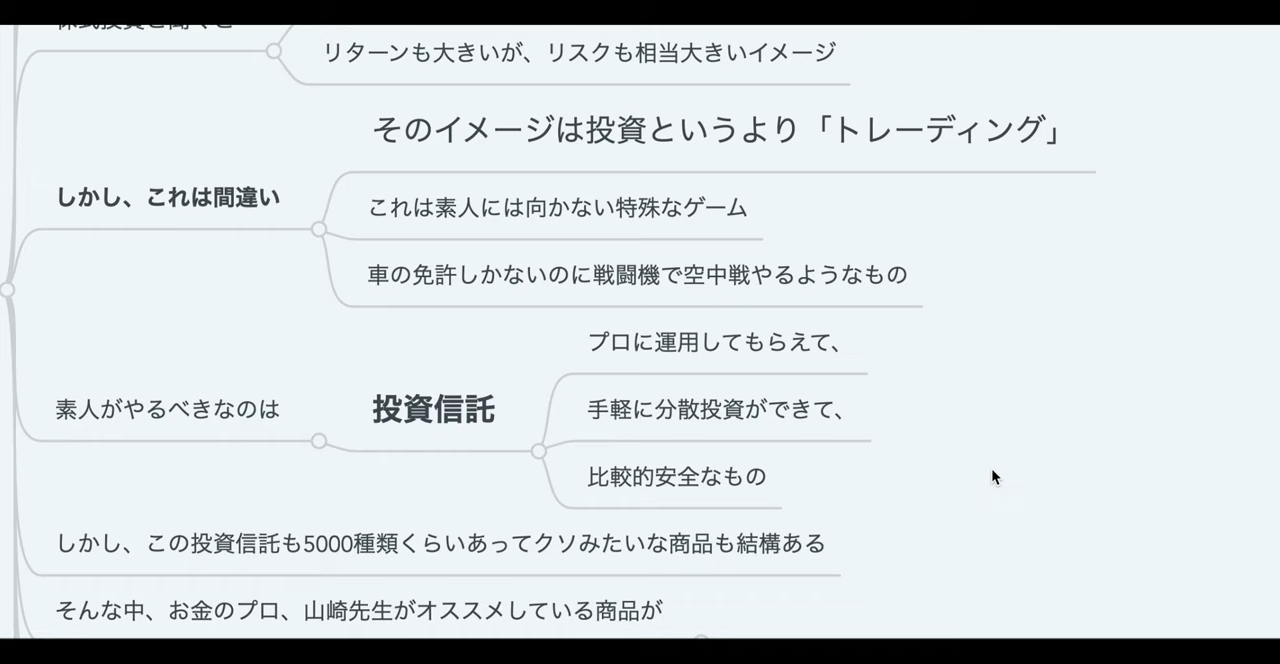 リターンも大きいが、リスクも相当大きいイメージ
そのイメージは投資というより「トレーディング」
しかし、これは間違い
これは素人には向かない特殊なゲーム
車の免許しかないのに戦闘機で空中戦やるようなもの
プロに運用してもらえて、
素人がやるべきなのは
投資信託
手軽に分散投資ができて、
比較的安全なもの
しかし、この投資信託も5000種類くらいあってクソみたいな商品も結構ある
そんな中、お金のプロ、山崎先生がオススメしている商品が